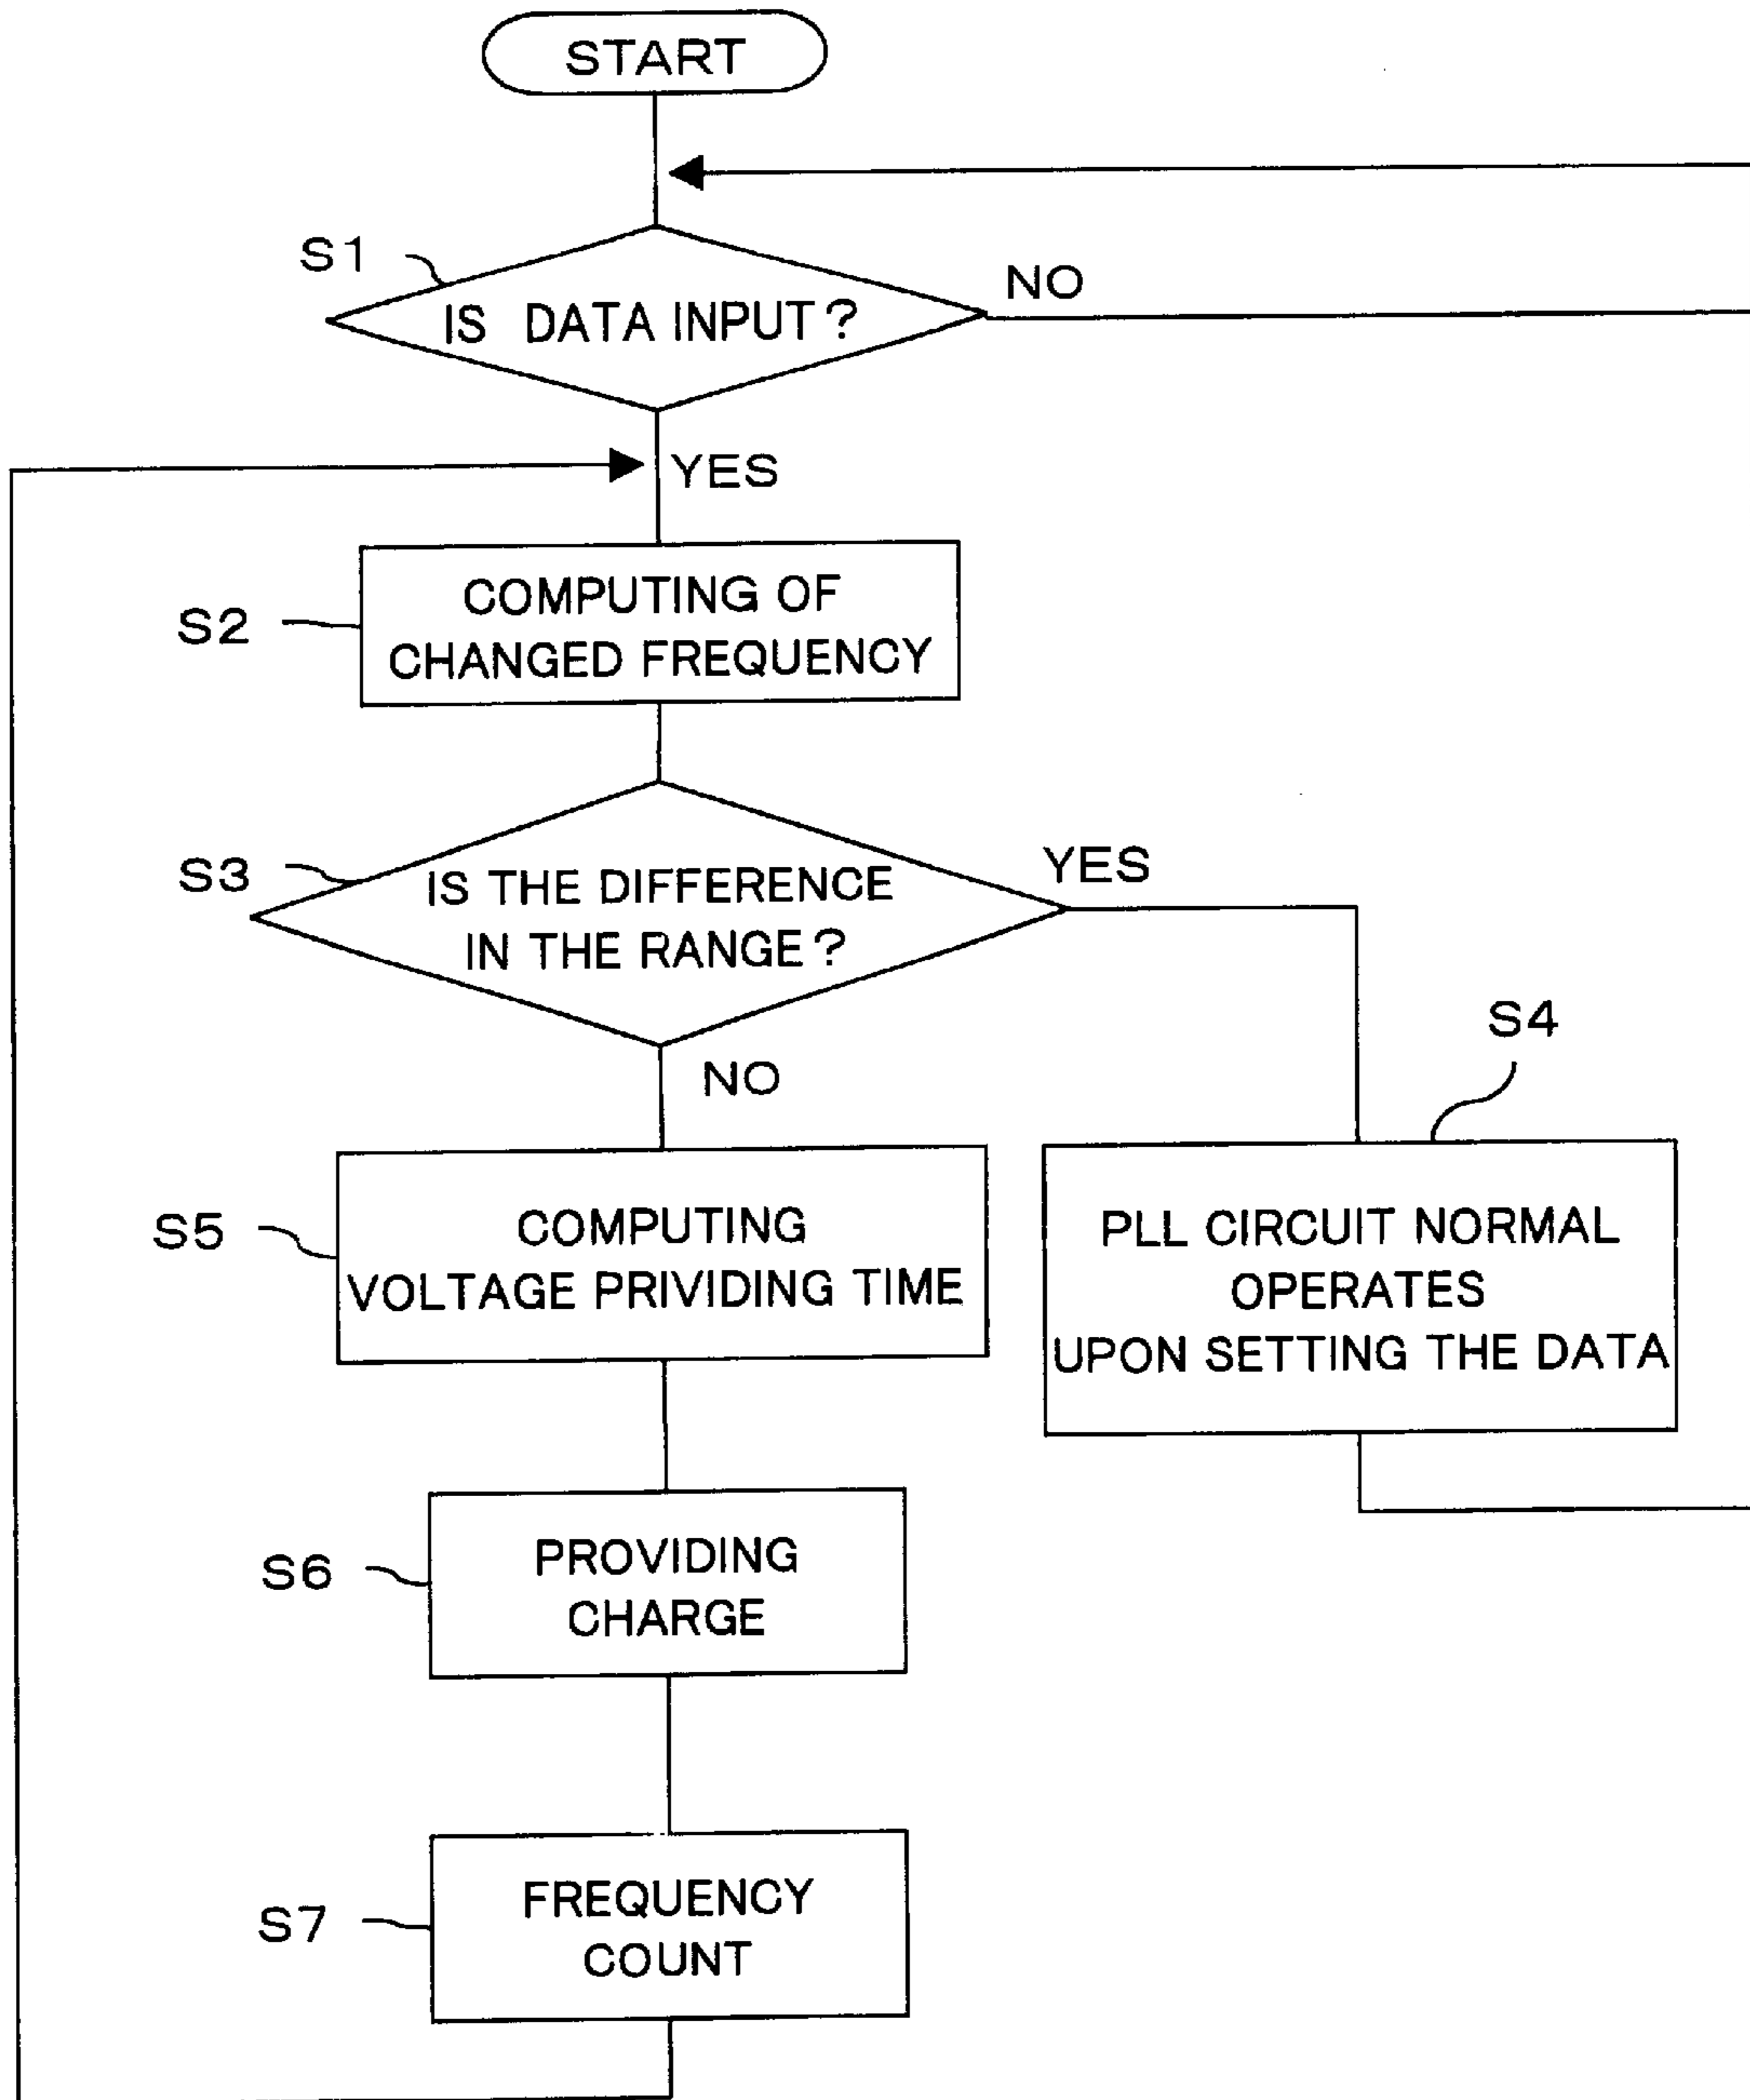 START
S1
IS DATA INPUT?
NO
YES
S2
COMPUTING OF
CHANGED FREQUENCY
S3
IS THE DIFFERENCE
IN THE RANGE?
YES
NO
S4
PLL CIRCUIT NORMAL
OPERATES
UPON SETTING THE DATA
S5
COMPUTING
VOLTAGE PRIVIDING TIME
S6
PROVIDING
CHARGE
S7
FREQUENCY
COUNT